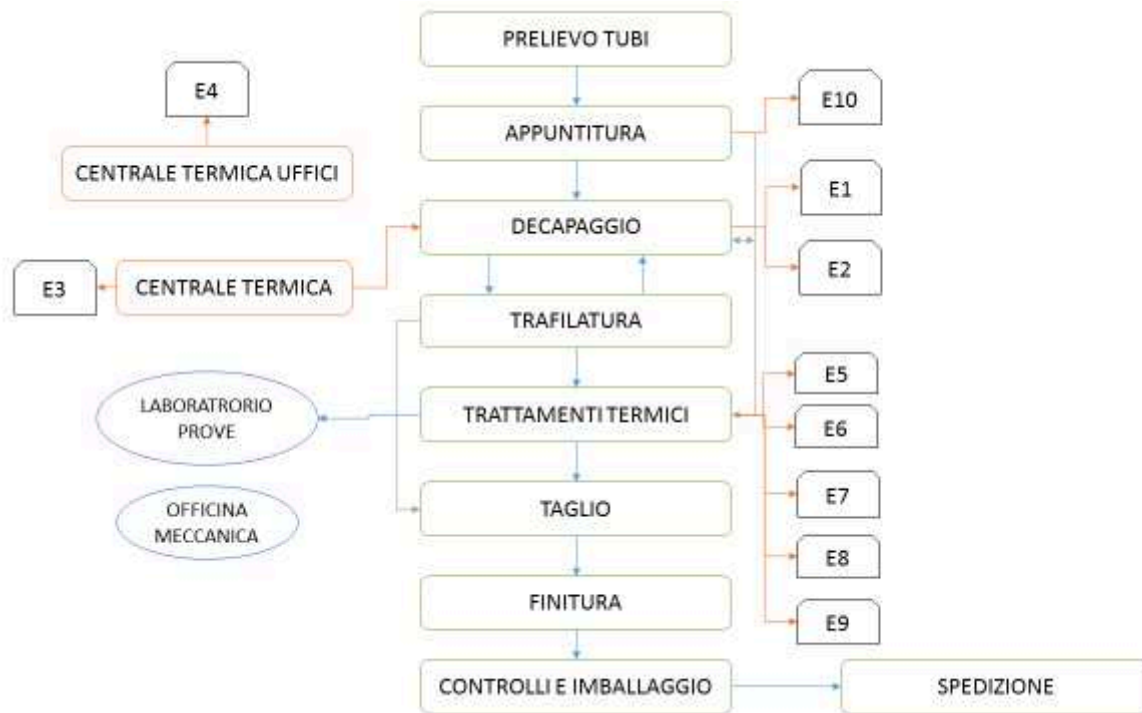 PRELIEVO TUBI
E4
E10
APPUNTITURA
CENTRALE TERMICA UFFICI
E1
DECAPAGGIO
E2
E3
CENTRALE TERMICA
TRAFILATURA
E5
LABORATRORIO
PROVE
TRATTAMENTI TERMICI
E6
E7
OFFICINA
MECCANICA
TAGLIO
E8
FINITURA
E9
CONTROLLI E IMBALLAGGIO
SPEDIZIONE